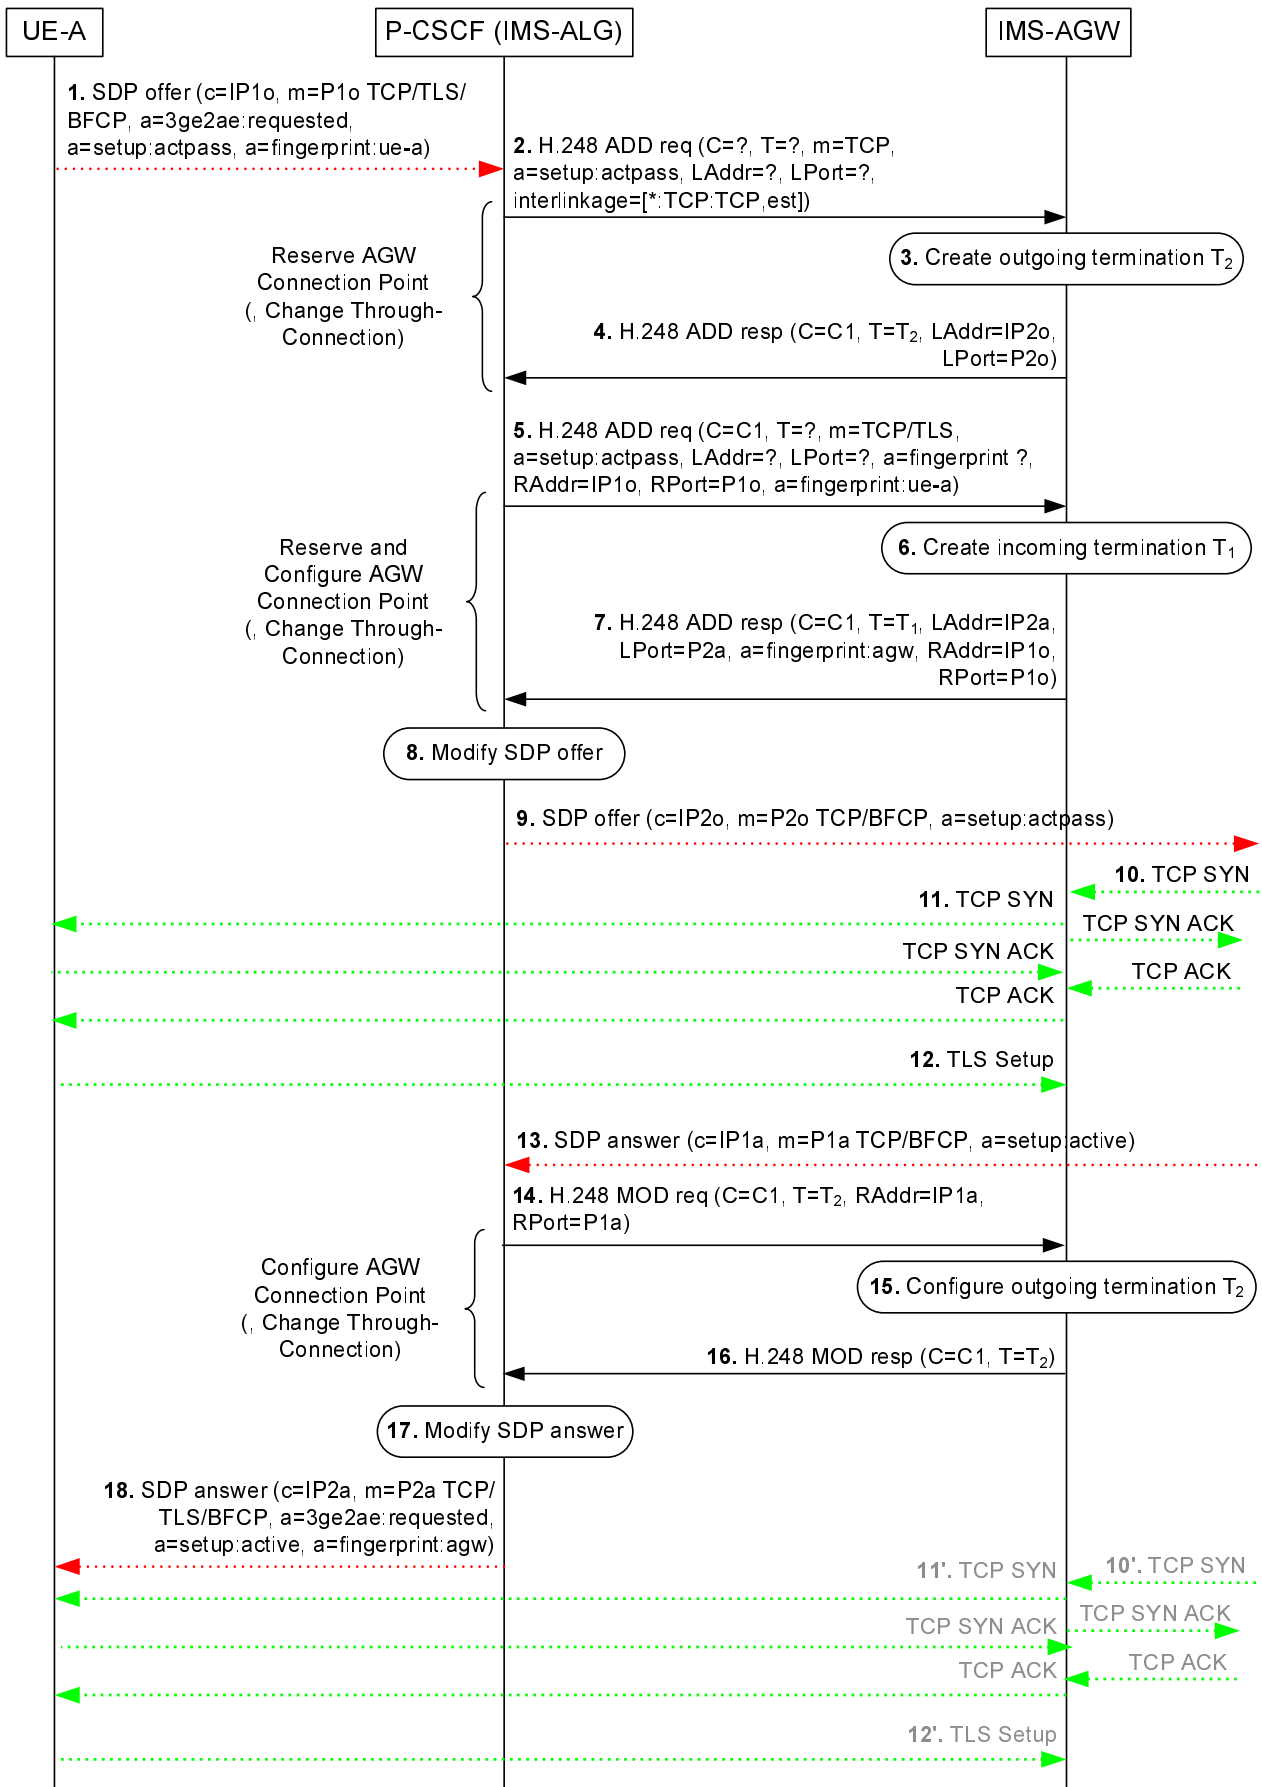 UE-A
P-CSCF (IMS-ALG)
IMS-AGW
1. SDP offer (c=IP1o, m=P1o TCP/TLS/
BFCP, a=3ge2ae:requested,
a=setup:actpass, a=fingerprint:ue-a)
2. H.248 ADD req (C=?, T=?, m=TCP,
a=setup:actpass, LAddr=?, LPort=?,
interlinkage=[*:TCP:TCP,est])
Reserve AGW
Connection Point
(, Change Through-
Connection)
3. Create outgoing termination T2
4. H.248 ADD resp (C=C1, T=T2, LAddr=IP2o,
LPort=P2o)
5. H.248 ADD req (C=C1, T=?, m=TCP/TLS,
a=setup:actpass, LAddr=?, LPort=?, a=fingerprint ?,
RAddr=IP1o, RPort=P1o, a=fingerprint:ue-a)
Reserve and
Configure AGW
Connection Point
(, Change Through-
Connection)
6. Create incoming termination T1
7. H.248 ADD resp (C=C1, T=T1, LAddr=IP2a,
LPort=P2a, a=fingerprint:agw, RAddr=IP1o,
RPort=P1o)
8. Modify SDP offer
9. SDP offer (c=IP2o, m=P2o TCP/BFCP, a=setup:actpass)
10. TCP SYN
11. TCP SYN
TCP SYN ACK
TCP SYN ACK
TCP ACK
TCP ACK
12. TLS Setup
13. SDP answer (c=IP1a, m=P1a TCP/BFCP, a=setup:active)
14. H.248 MOD req (C=C1, T=T2, RAddr=IP1a,
RPort=P1a)
Configure AGW
Connection Point
(, Change Through-
Connection)
15. Configure outgoing termination T2
16. H.248 MOD resp (C=C1, T=T2)
17. Modify SDP answer
18. SDP answer (c=IP2a, m=P2a TCP/
TLS/BFCP, a=3ge2ae:requested,
a=setup:active, a=fingerprint:agw)
10'. TCP SYN
11'. TCP SYN
TCP SYN ACK
TCP SYN ACK
TCP ACK
TCP ACK
12'. TLS Setup